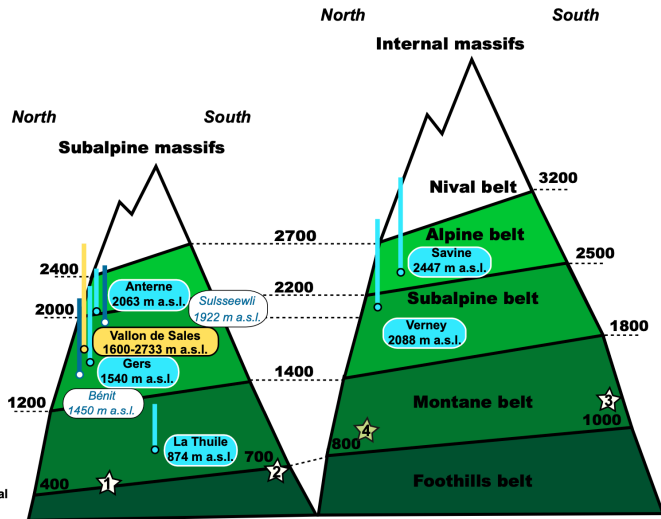 North
South
Internal massifs
North
South
Subalpine massifs
Nival belt
3200
Alpine belt
2700
2500
Savine
2447 m a.s.l.
2400
Anterne
2063 m a.s.l.
Sulsseewli
1922 m a.s.l.
2200
2000
Subalpine belt
Vallon de Sales
1600-2733 m a.s.l.
Verney
2088 m a.s.l.
1800
Gers
1540 m a.s.l.
1400
Bénit
1450 m a.s.l.
1200
Montane belt
3
4
1000
La Thuile
874 m a.s.l.
700
800
2
1
400
Foothills belt
al